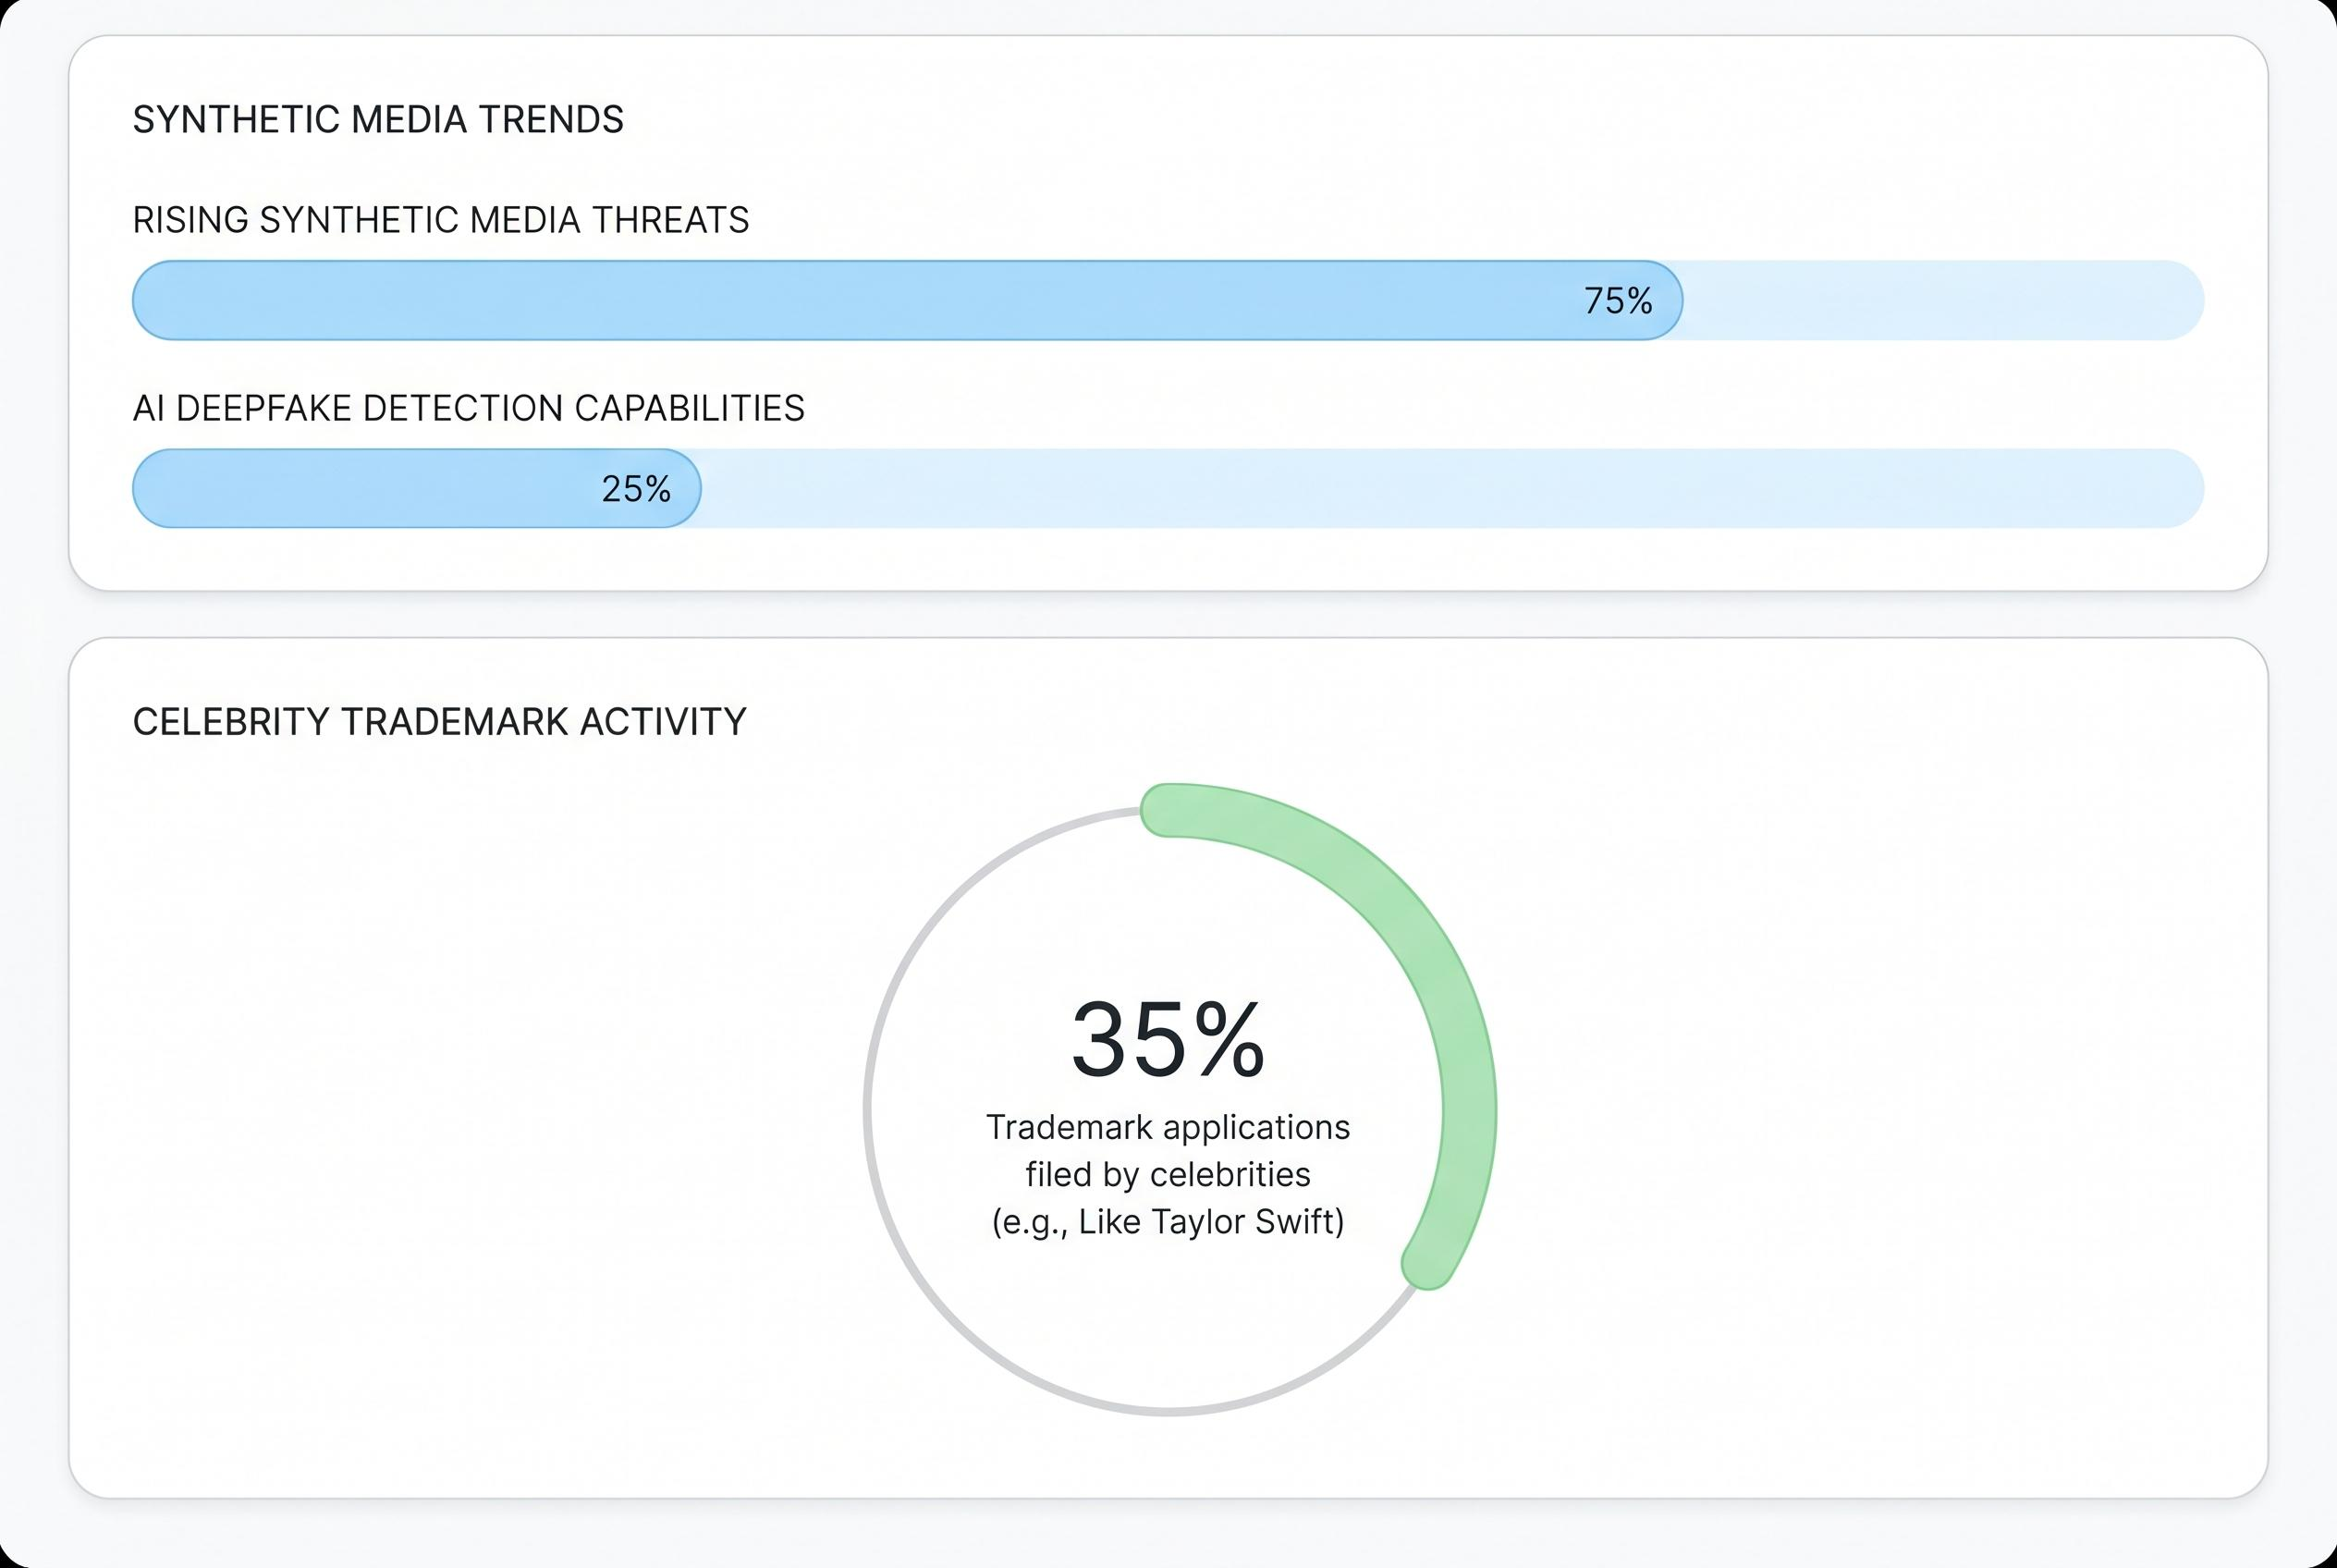 SYNTHETIC MEDIA TRENDS
RISING SYNTHETIC MEDIA THREATS
75%
AI DEEPFAKE DETECTION CAPABILITIES
25%
CELEBRITY TRADEMARK ACTIVITY
35%
Trademark applications
filed by celebrities
(e.g., Like Taylor Swift)